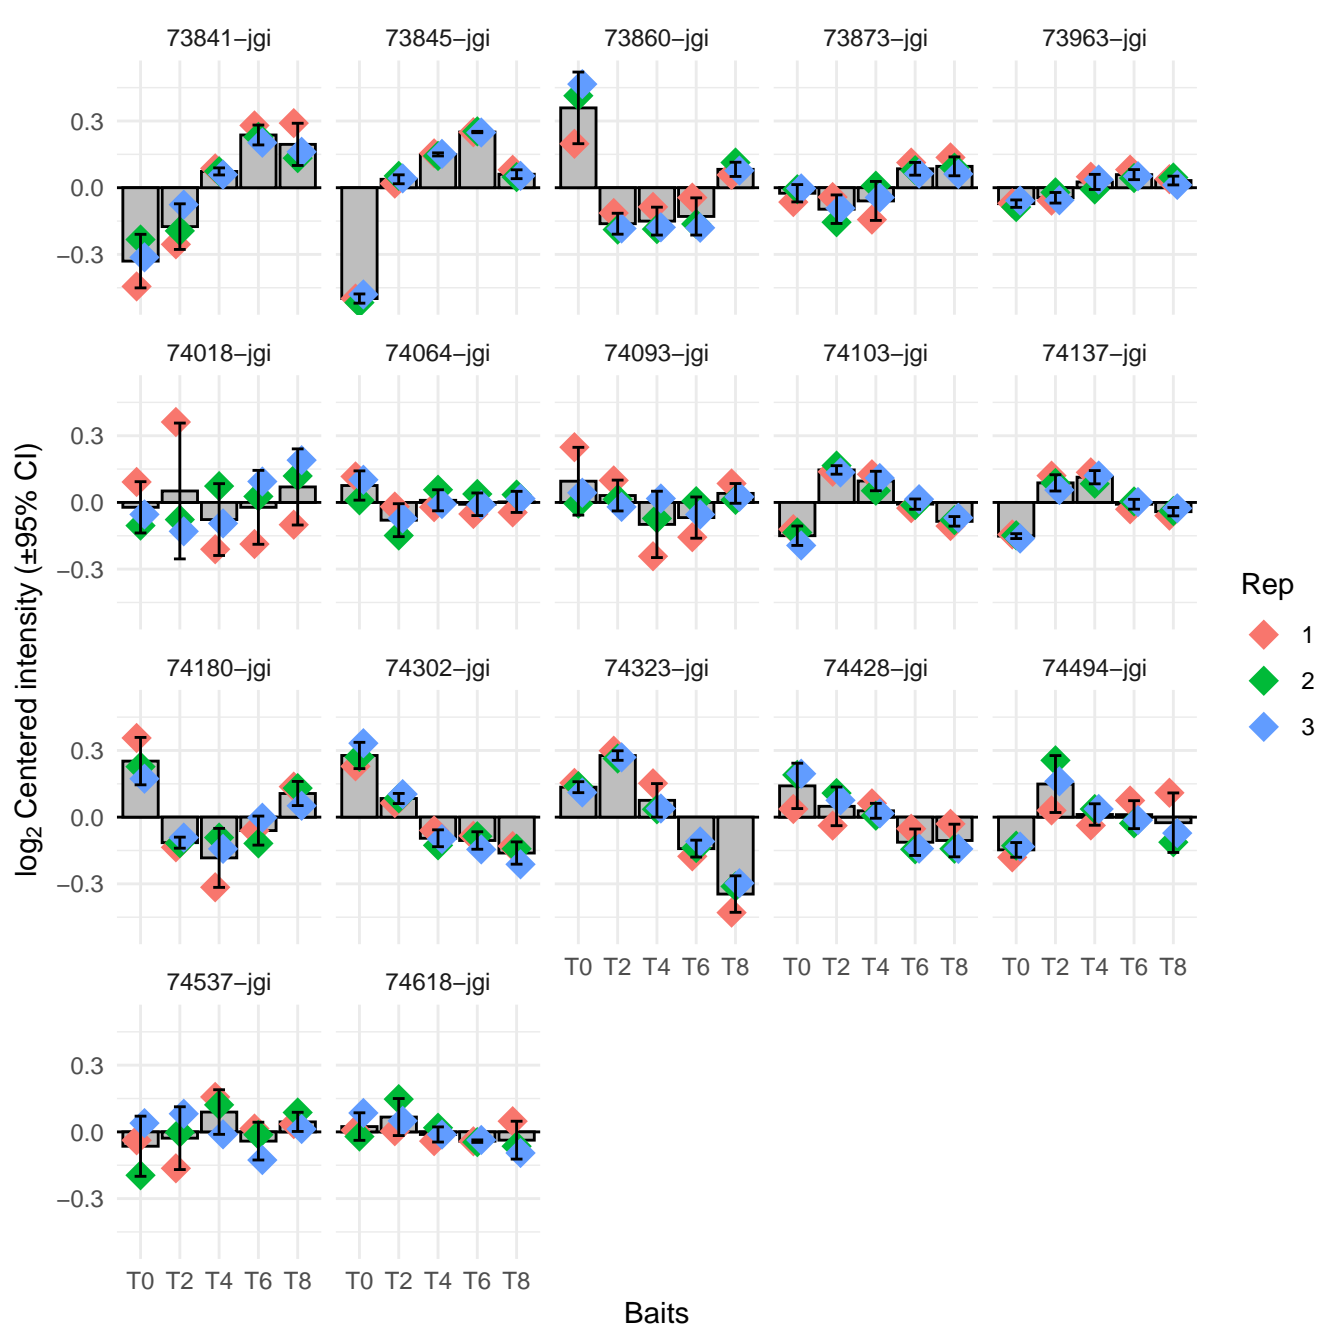 73841–jgi 73845–jgi 73860–jgi 73873–jgi 73963–jgi
0.3
0.0
−0.3
74018–jgi 74064–jgi 74093–jgi 74103–jgi 74137–jgi
0.3
0.0
−0.3
74180–jgi 74302–jgi 74323–jgi 74428–jgi 74494–jgi
0.3
0.0
−0.3
T0 T2 T4 T6 T8 T0 T2 T4 T6 T8 T0 T2 T4 T6 T8
74537–jgi 74618–jgi
0.3
0.0
−0.3
T0 T2 T4 T6 T8 T0 T2 T4 T6 T8
Baits
log₂ Centered intensity (±95% CI)
Rep
1
2
3